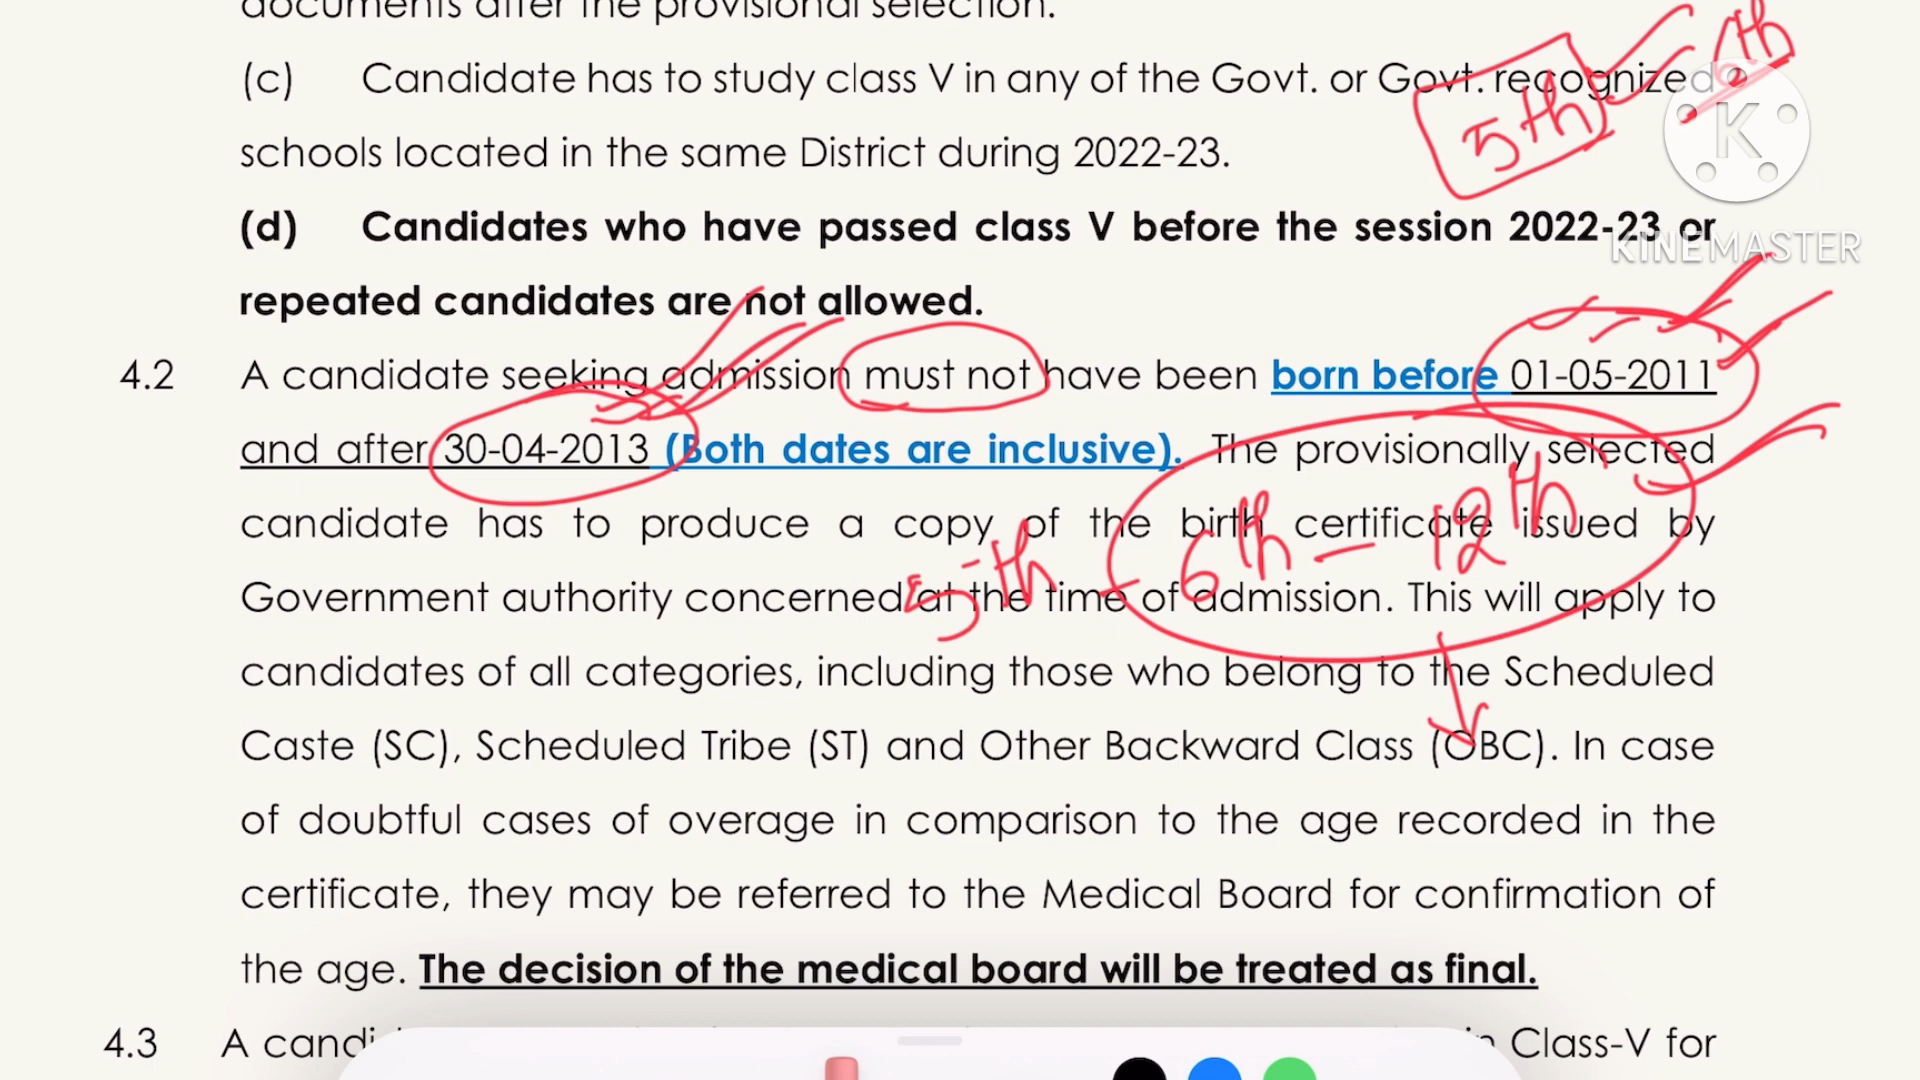 documents after the provisional selection.
(c) Candidate has to study class V in any of the Govt. or Govt. recognized
schools located in the same District during 2022-23.
5th
th
K
KINEMASTER
(d) Candidates who have passed class V before the session 2022-23 or
repeated candidates are not allowed.
4.2 A candidate seeking admission must not have been born before 01-05-2011
and after 30-04-2013 (Both dates are inclusive). The provisionally selected
candidate has to produce a copy of the birth certificate issued by
5th 6th - 12th
Government authority concerned at the time of admission. This will apply to
candidates of all categories, including those who belong to the Scheduled
Caste (SC), Scheduled Tribe (ST) and Other Backward Class (OBC). In case
of doubtful cases of overage in comparison to the age recorded in the
certificate, they may be referred to the Medical Board for confirmation of
the age. The decision of the medical board will be treated as final.
4.3 A Class-V for